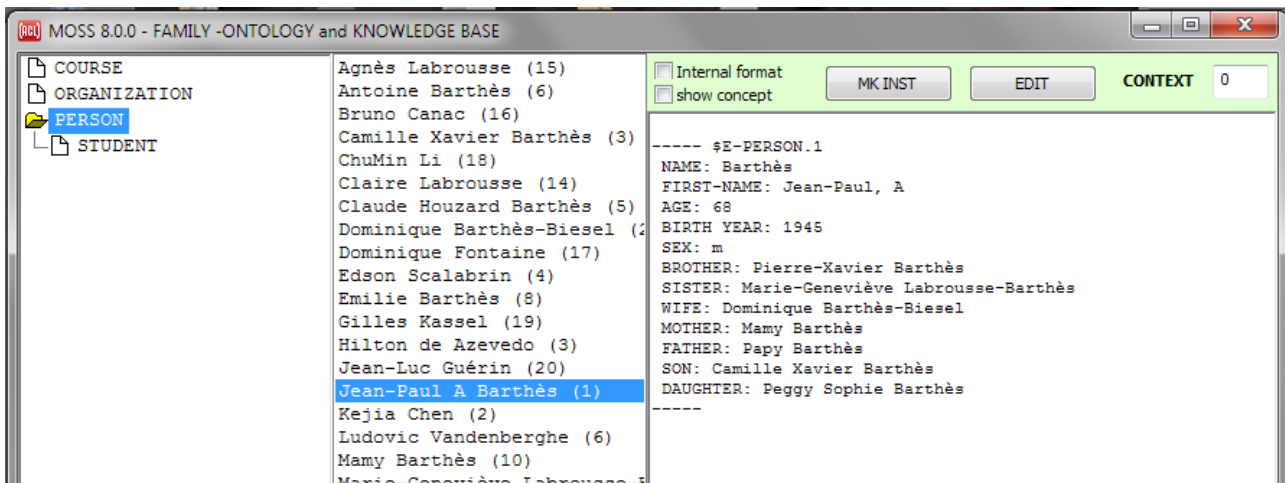 MOSS 8.0.0 - FAMILY -ONTOLOGY and KNOWLEDGE BASE
COURSE
ORGANIZATION
PERSON
STUDENT
Agnès Labrousse (15)
Antoine Barthès (6)
Bruno Canac (16)
Camille Xavier Barthès (3)
ChuMin Li (18)
Claire Labrousse (14)
Claude Houzard Barthès (5)
Dominique Barthès-Biesel (2
Dominique Fontaine (17)
Edson Scalabrin (4)
Emilie Barthès (8)
Gilles Kassel (19)
Hilton de Azevedo (3)
Jean-Luc Guérin (20)
Jean-Paul A Barthès (1)
Kejia Chen (2)
Ludovic Vandenberghe (6)
Mamy Barthès (10)
Marie-Geneviève Labrousse-B
Internal format
show concept
MK INST
EDIT
CONTEXT 0
----- $E-PERSON.1
NAME: Barthès
FIRST-NAME: Jean-Paul, A
AGE: 68
BIRTH YEAR: 1945
SEX: m
BROTHER: Pierre-Xavier Barthès
SISTER: Marie-Geneviève Labrousse-Barthès
WIFE: Dominique Barthès-Biesel
MOTHER: Mamy Barthès
FATHER: Papy Barthès
SON: Camille Xavier Barthès
DAUGHTER: Peggy Sophie Barthès
-----